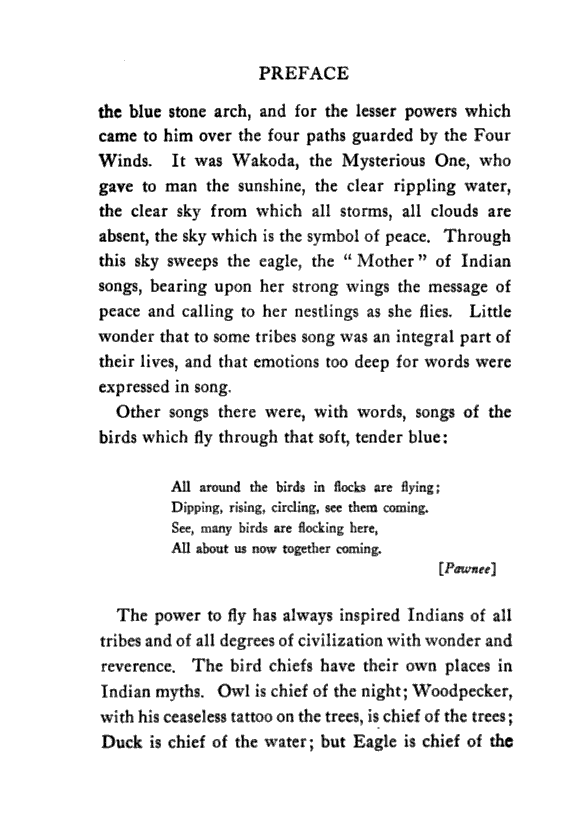 PREFACE
the blue stone arch, and for the lesser powers which
came to him over the four paths guarded by the Four
Winds. It was Wakoda, the Mysterious One, who
gave to man the sunshine, the clear rippling water,
the clear sky from which all storms, all clouds are
absent, the sky which is the symbol of peace. Through
this sky sweeps the eagle, the “ Mother ” of Indian
songs, bearing upon her strong wings the message of
peace and calling to her nestlings as she flies. Little
wonder that to some tribes song was an integral part of
their lives, and that emotions too deep for words were
expressed in song.
Other songs there were, with words, songs of the
birds which fly through that soft, tender blue:
All around the birds in flocks are flying;
Dipping, rising, circling, see them coming.
See, many birds are flocking here,
All about us now together coming.
[Pawnee]
The power to fly has always inspired Indians of all
tribes and of all degrees of civilization with wonder and
reverence. The bird chiefs have their own places in
Indian myths. Owl is chief of the night; Woodpecker,
with his ceaseless tattoo on the trees, is chief of the trees;
Duck is chief of the water; but Eagle is chief of the